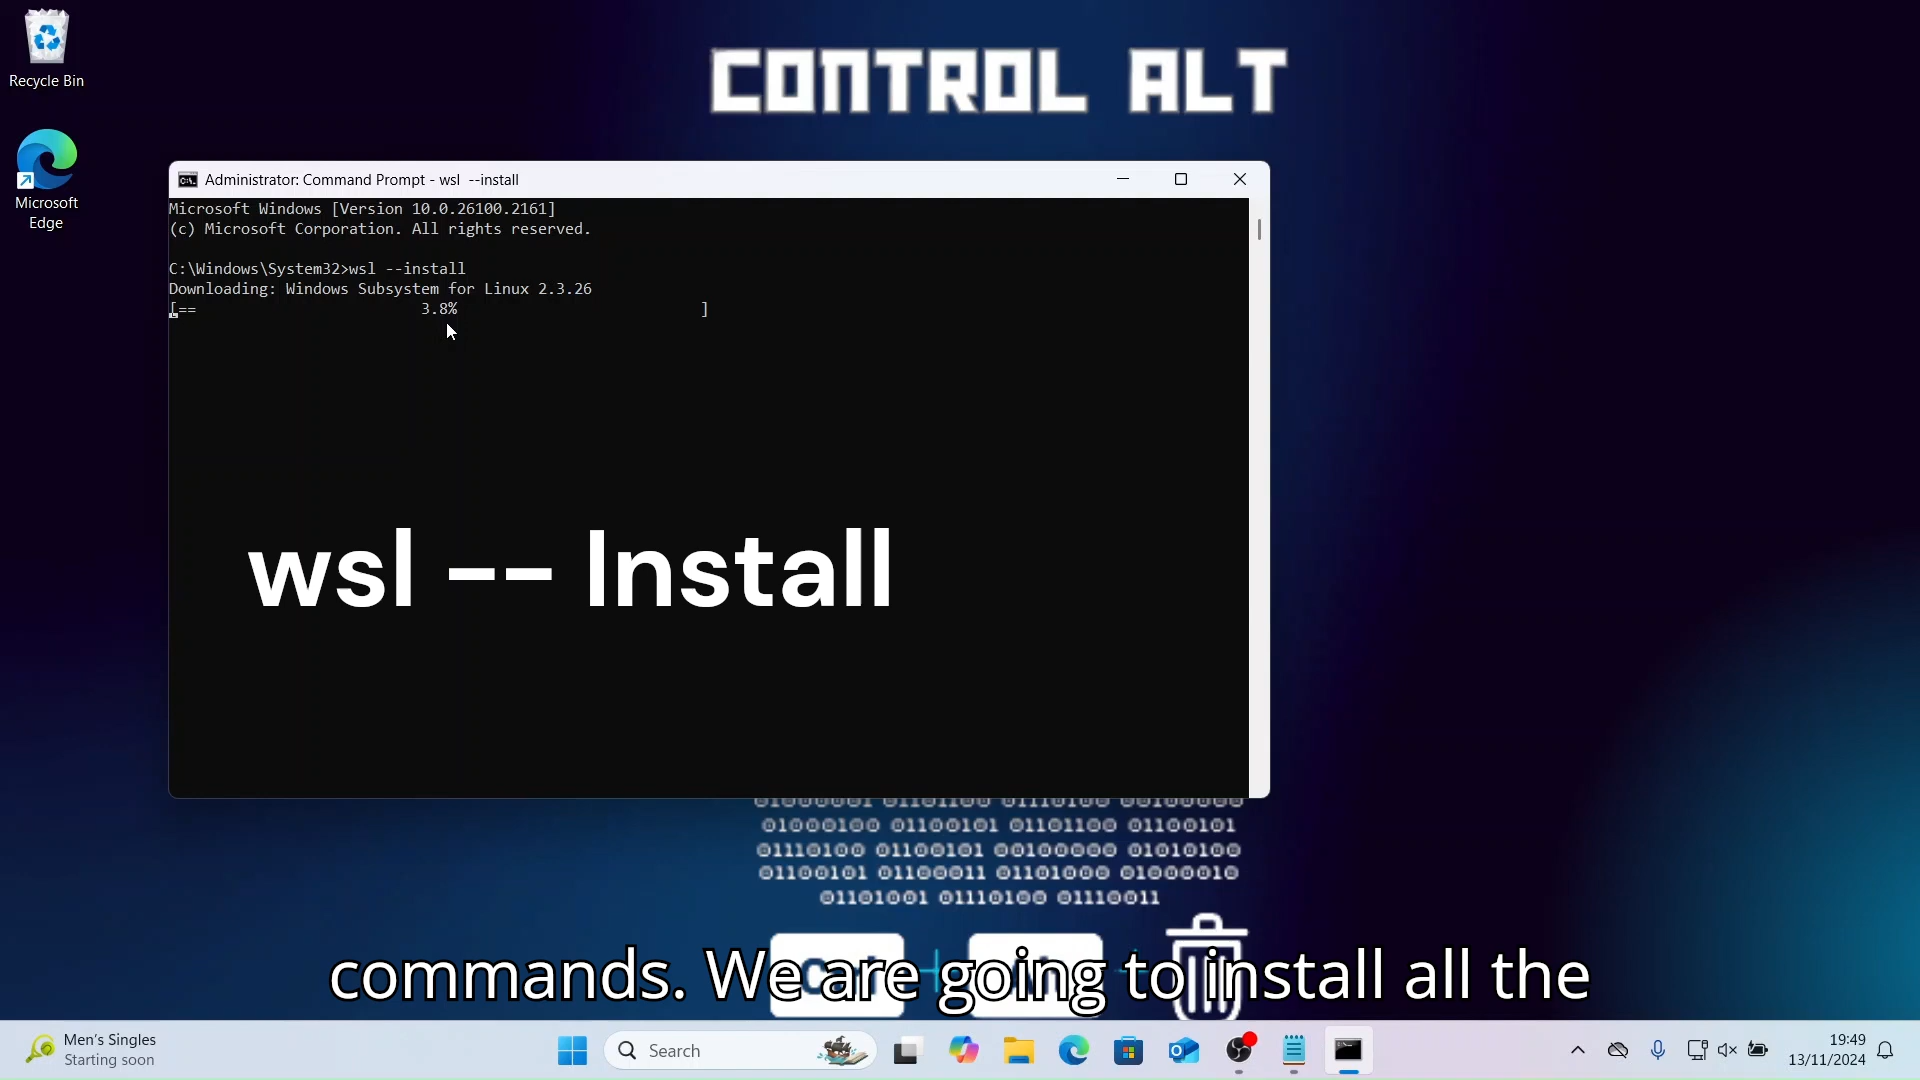 CONTROL ALT
Recycle Bin
Microsoft
Edge
Administrator: Command Prompt - wsl  --install
Microsoft Windows [Version 10.0.26100.2161]
(c) Microsoft Corporation. All rights reserved.
C:\Windows\System32>wsl --install
Downloading: Windows Subsystem for Linux 2.3.26
[== 3.8% ]
wsl -- Install
01000100 01100101 01101100 01100101
01110100 01100101 00100000 01010100
01100101 01100011 01101000 01000010
01101001 01110100 01110011
commands. We are going to install all the
Men's Singles
Starting soon
Search
19:49
13/11/2024